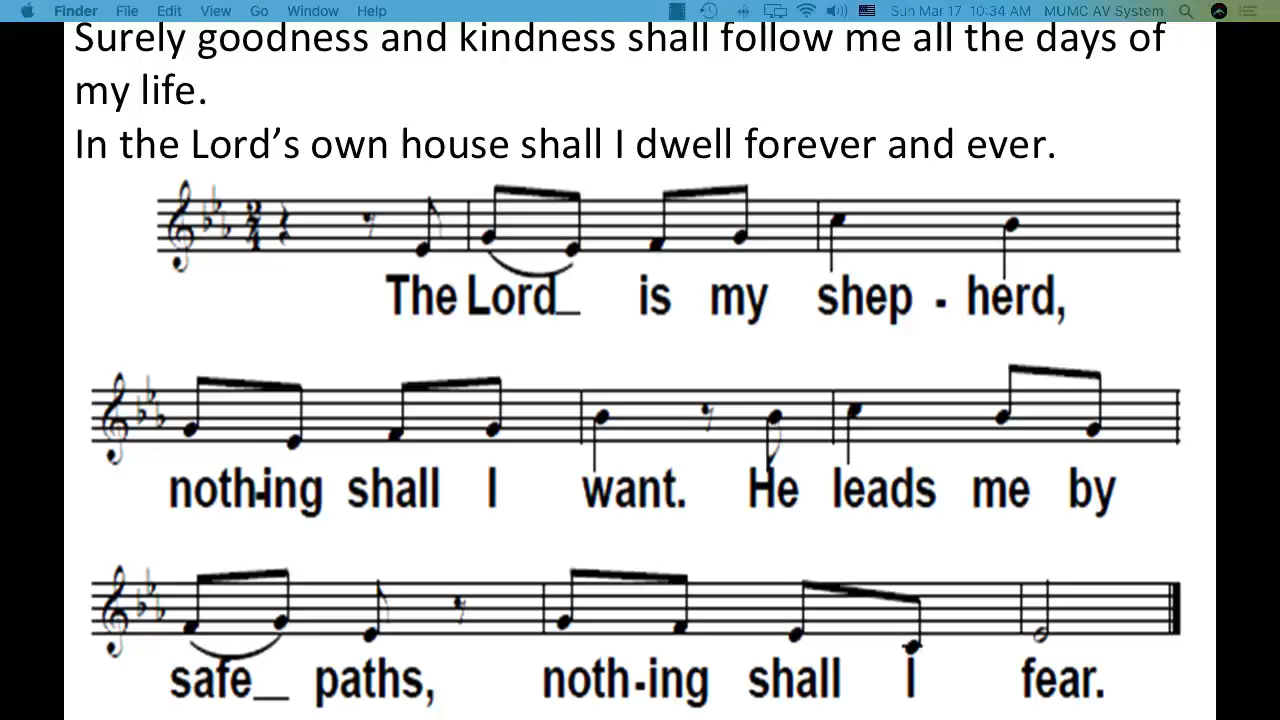 Finder File Edit View Go Window Help Sun Mar 17 10:34 AM MUMC AV System
Surely goodness and kindness shall follow me all the days of
my life.
In the Lord’s own house shall I dwell forever and ever.
2
4
The Lord_ is my shep - herd,
noth-ing shall I want. He leads me by
safe_ paths, noth-ing shall I fear.